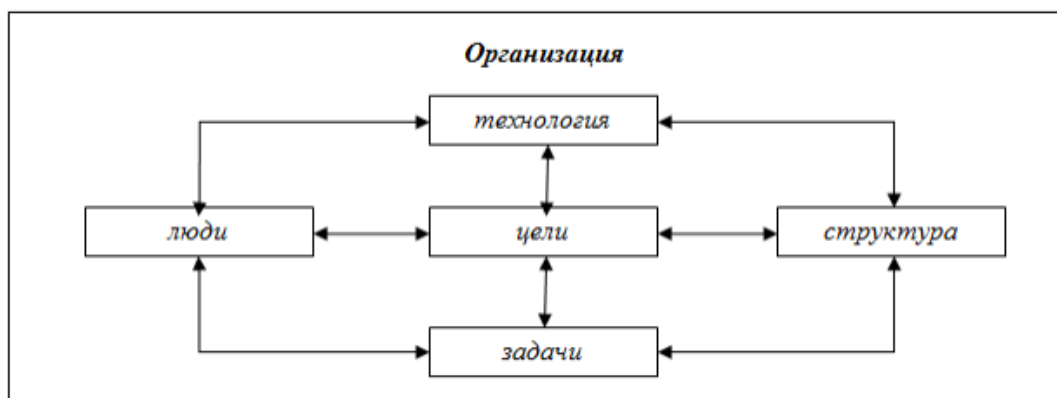 Организация
технология
люди
цели
структура
задачи